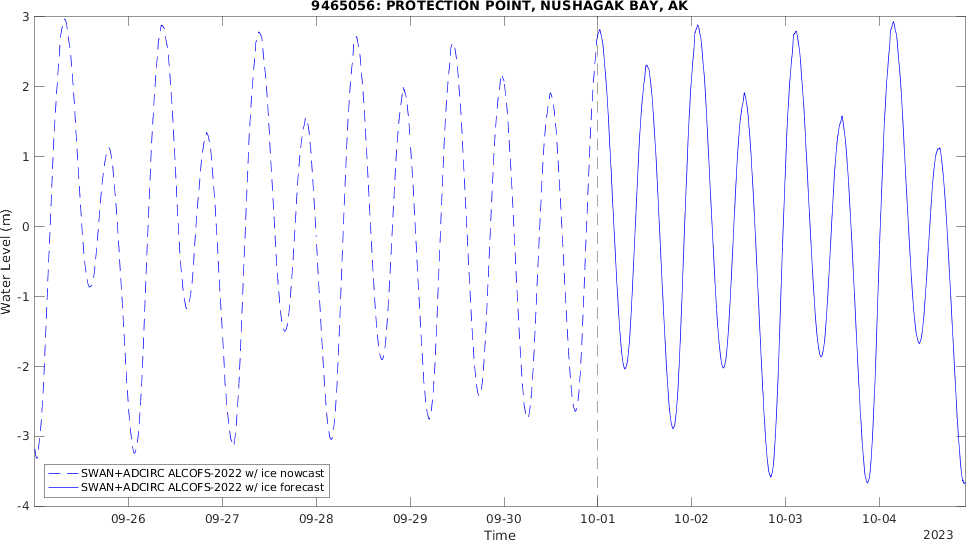 9465056: PROTECTION POINT, NUSHAGAK BAY, AK
3
2
1
0
-1
-2
-3
-4
Water Level (m)
SWAN+ADCIRC ALCOFS-2022 w/ ice nowcast
SWAN+ADCIRC ALCOFS-2022 w/ ice forecast
09-26 09-27 09-28 09-29 09-30 10-01 10-02 10-03 10-04
Time
2023